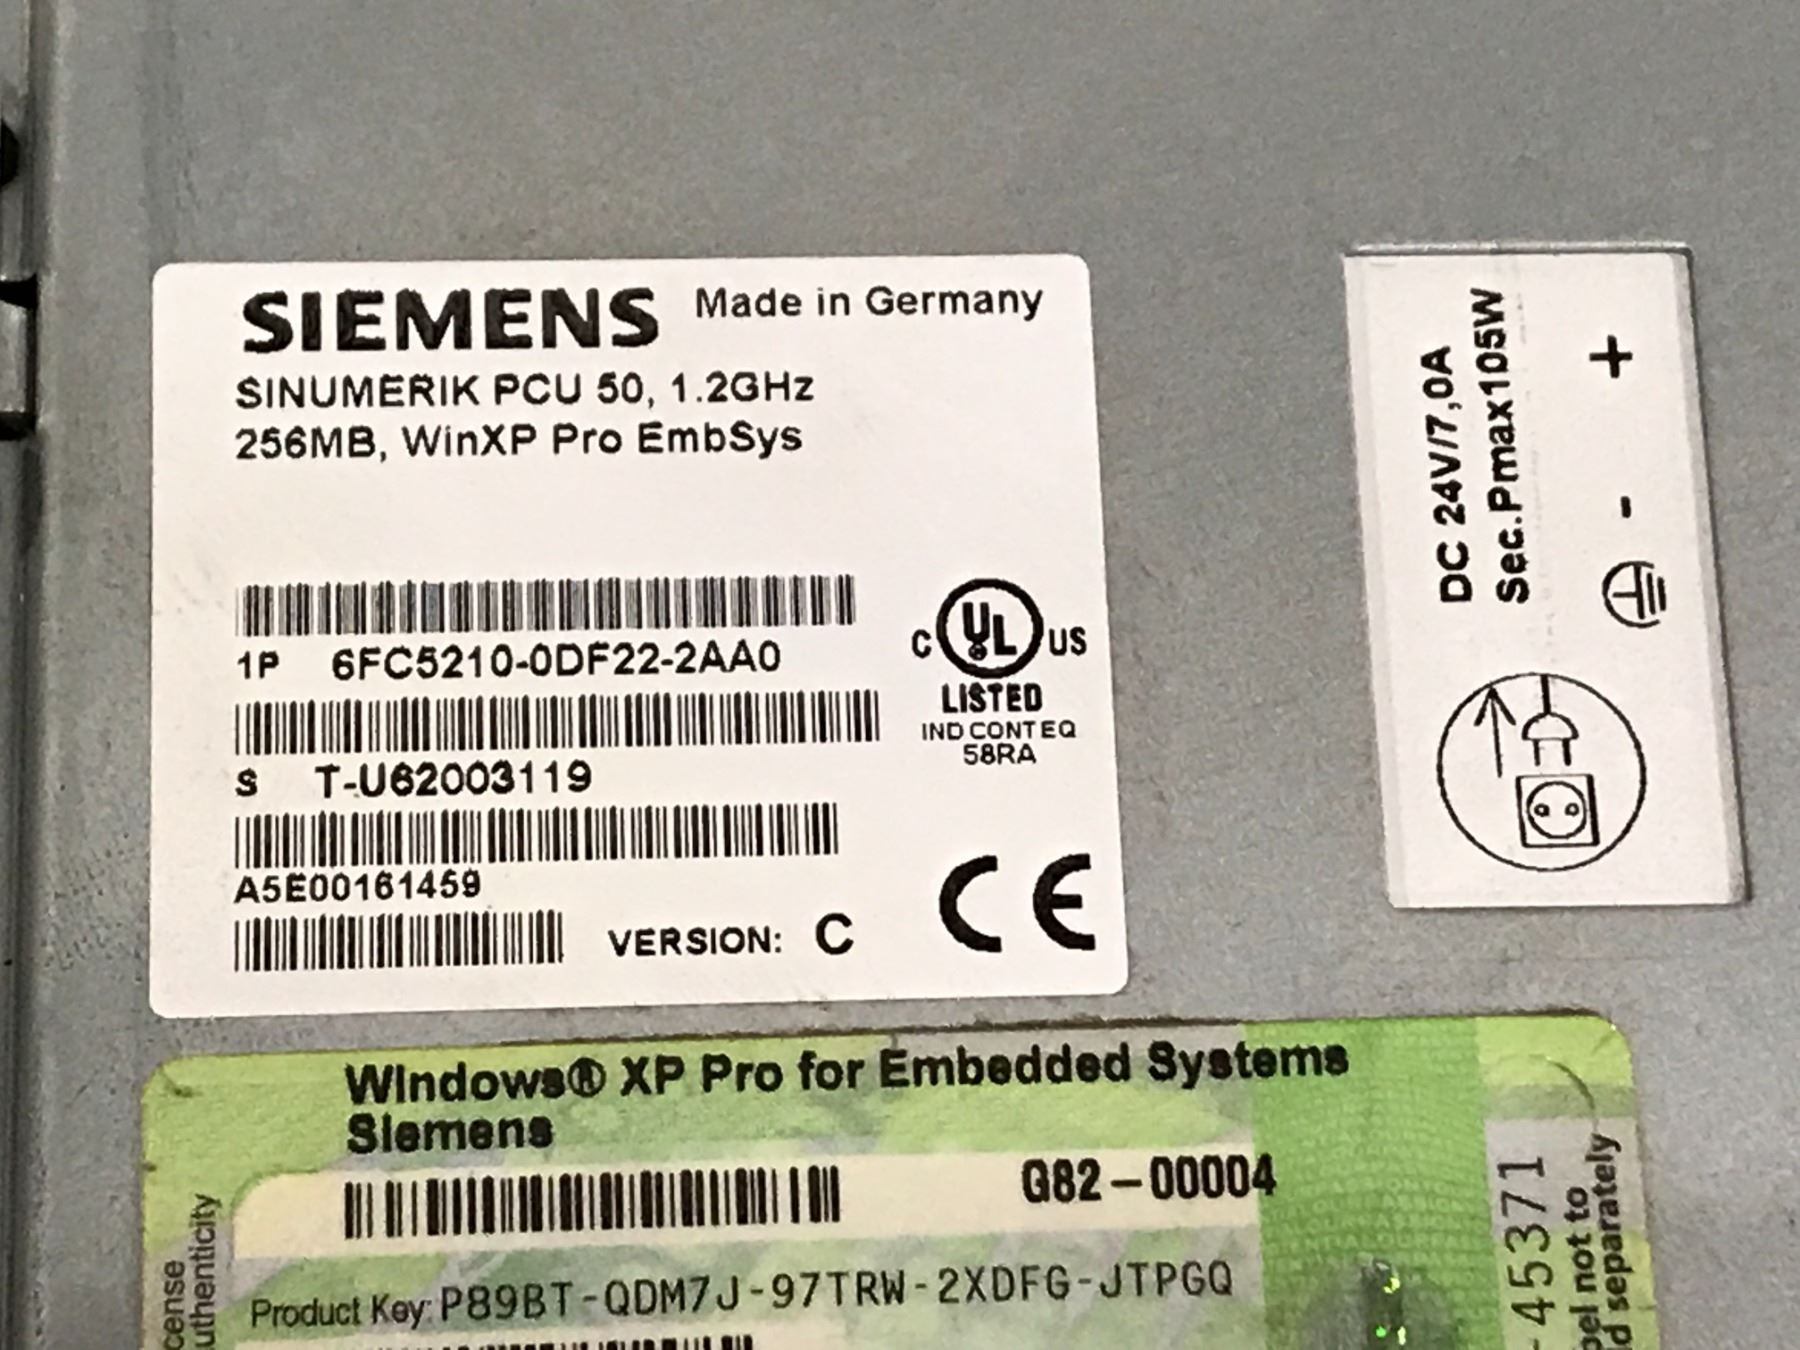 SIEMENS Made in Germany
SINUMERIK PCU 50, 1.2GHz
256MB, WinXP Pro EmbSys
1P 6FC5210-0DF22-2AA0
S T-U62003119
A5E00161459
VERSION: C
C UL US
LISTED
IND CONT EQ
58RA
CE
DC 24V/7,0A
Sec.Pmax105W
+ -
Windows® XP Pro for Embedded Systems
Siemens
Q82-00004
Product Key: P89BT-QDM7J-97TRW-2XDFG-JTPGQ
-45371
not to
separately